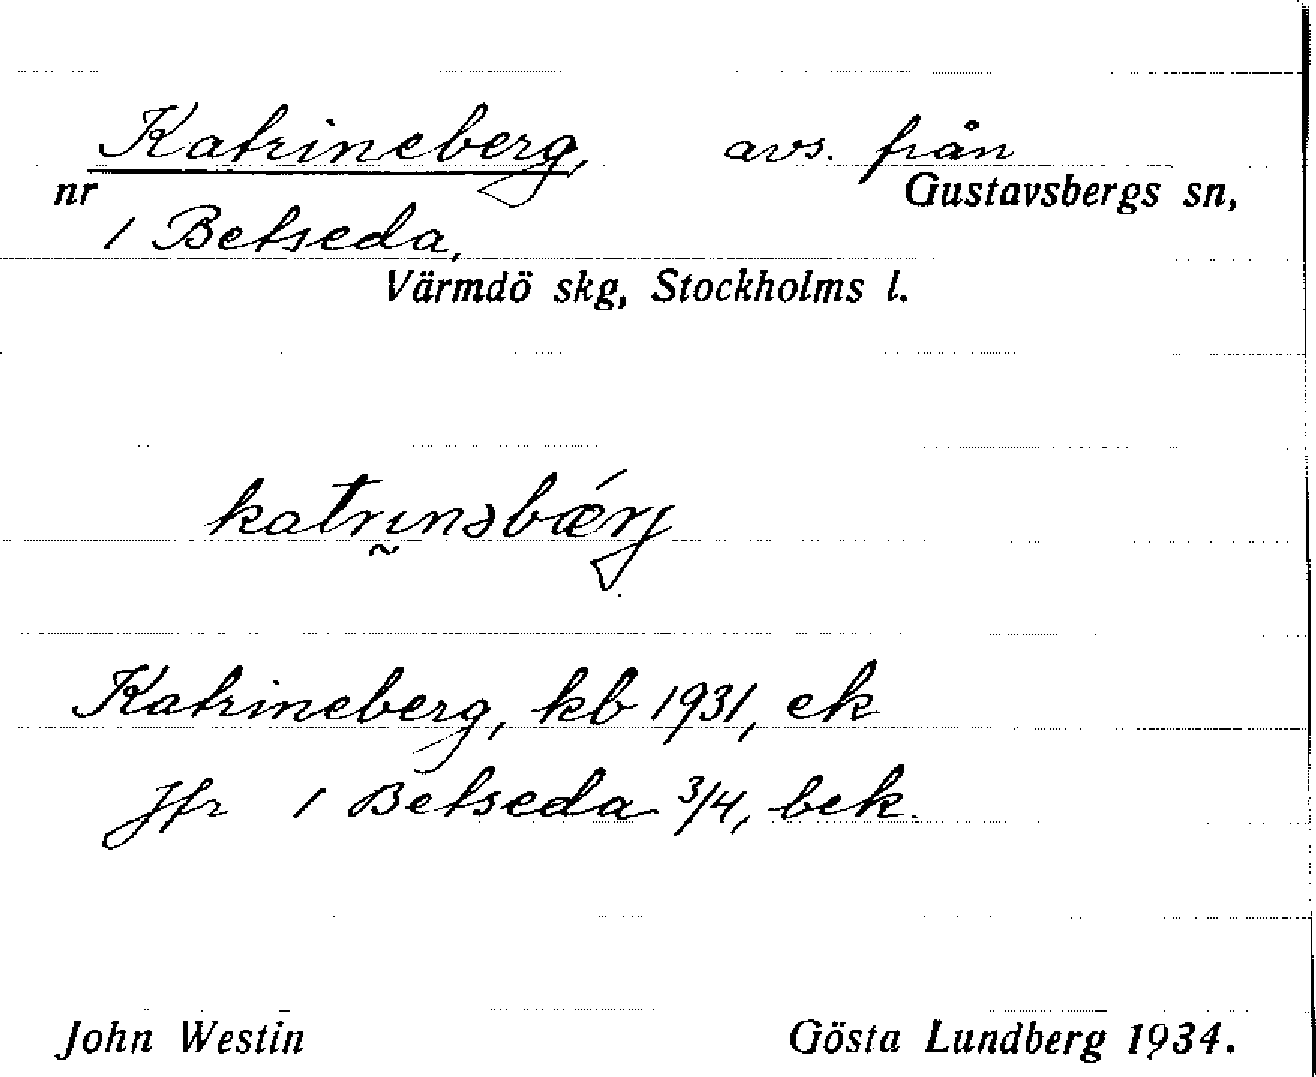 Katrineberg, avs. från
nr Gustavsbergs sn,
1 Betseda,
Värmdö skg, Stockholms l.
katrinəbǽrj
Katrineberg, kb 1931, ek
Jfr 1 Betseda 3/4, bek.
John Westin Gösta Lundberg 1934.